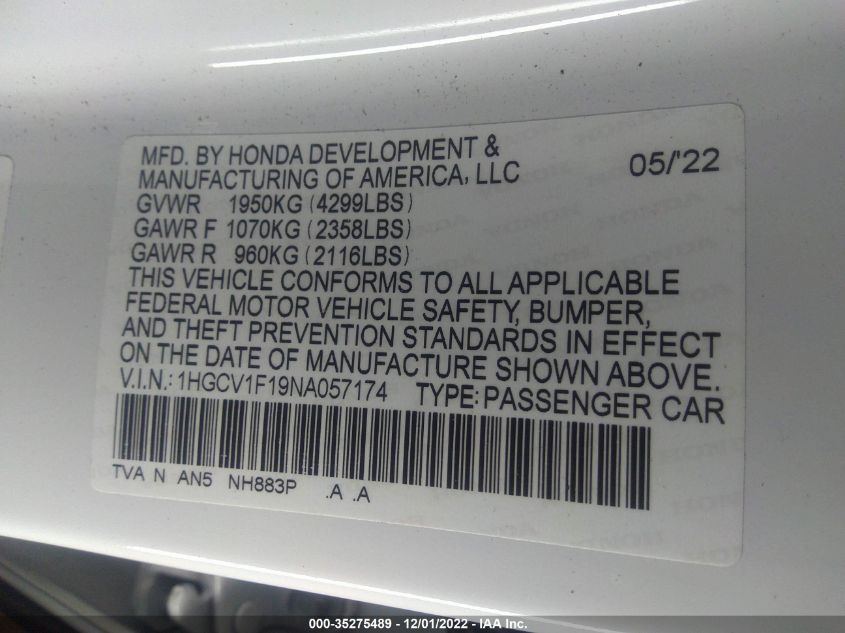 MFD. BY HONDA DEVELOPMENT & MANUFACTURING OF AMERICA, LLC 05/'22
GVWR 1950KG (4299LBS)
GAWR F 1070KG (2358LBS)
GAWR R 960KG (2116LBS)
THIS VEHICLE CONFORMS TO ALL APPLICABLE
FEDERAL MOTOR VEHICLE SAFETY, BUMPER,
AND THEFT PREVENTION STANDARDS IN EFFECT
ON THE DATE OF MANUFACTURE SHOWN ABOVE.
V.I.N.: 1HGCV1F19NA057174 TYPE: PASSENGER CAR
TVA N AN5 NH883P .A .A
000-35275489 - 12/01/2022 - IAA Inc.